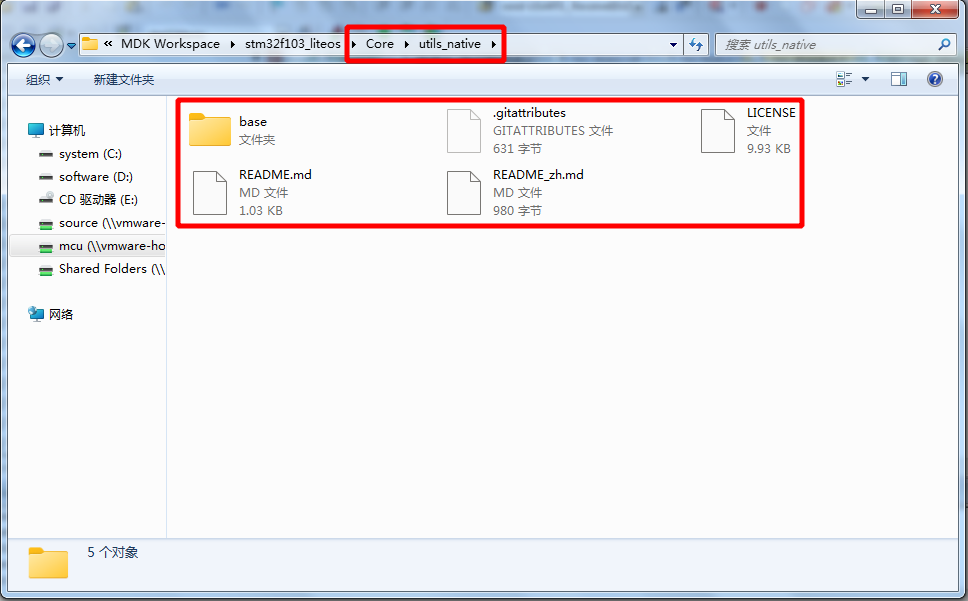 « MDK Workspace stm32f103_liteos Core utils_native
搜索 utils_native
组织 新建文件夹
计算机
system (C:)
software (D:)
CD 驱动器 (E:)
source (\\vmware-
mcu (\\vmware-ho
Shared Folders (\\
网络
base
文件夹
.gitattributes
GITATTRIBUTES 文件
631 字节
LICENSE
文件
9.93 KB
README.md
MD 文件
1.03 KB
README_zh.md
MD 文件
980 字节
5 个对象